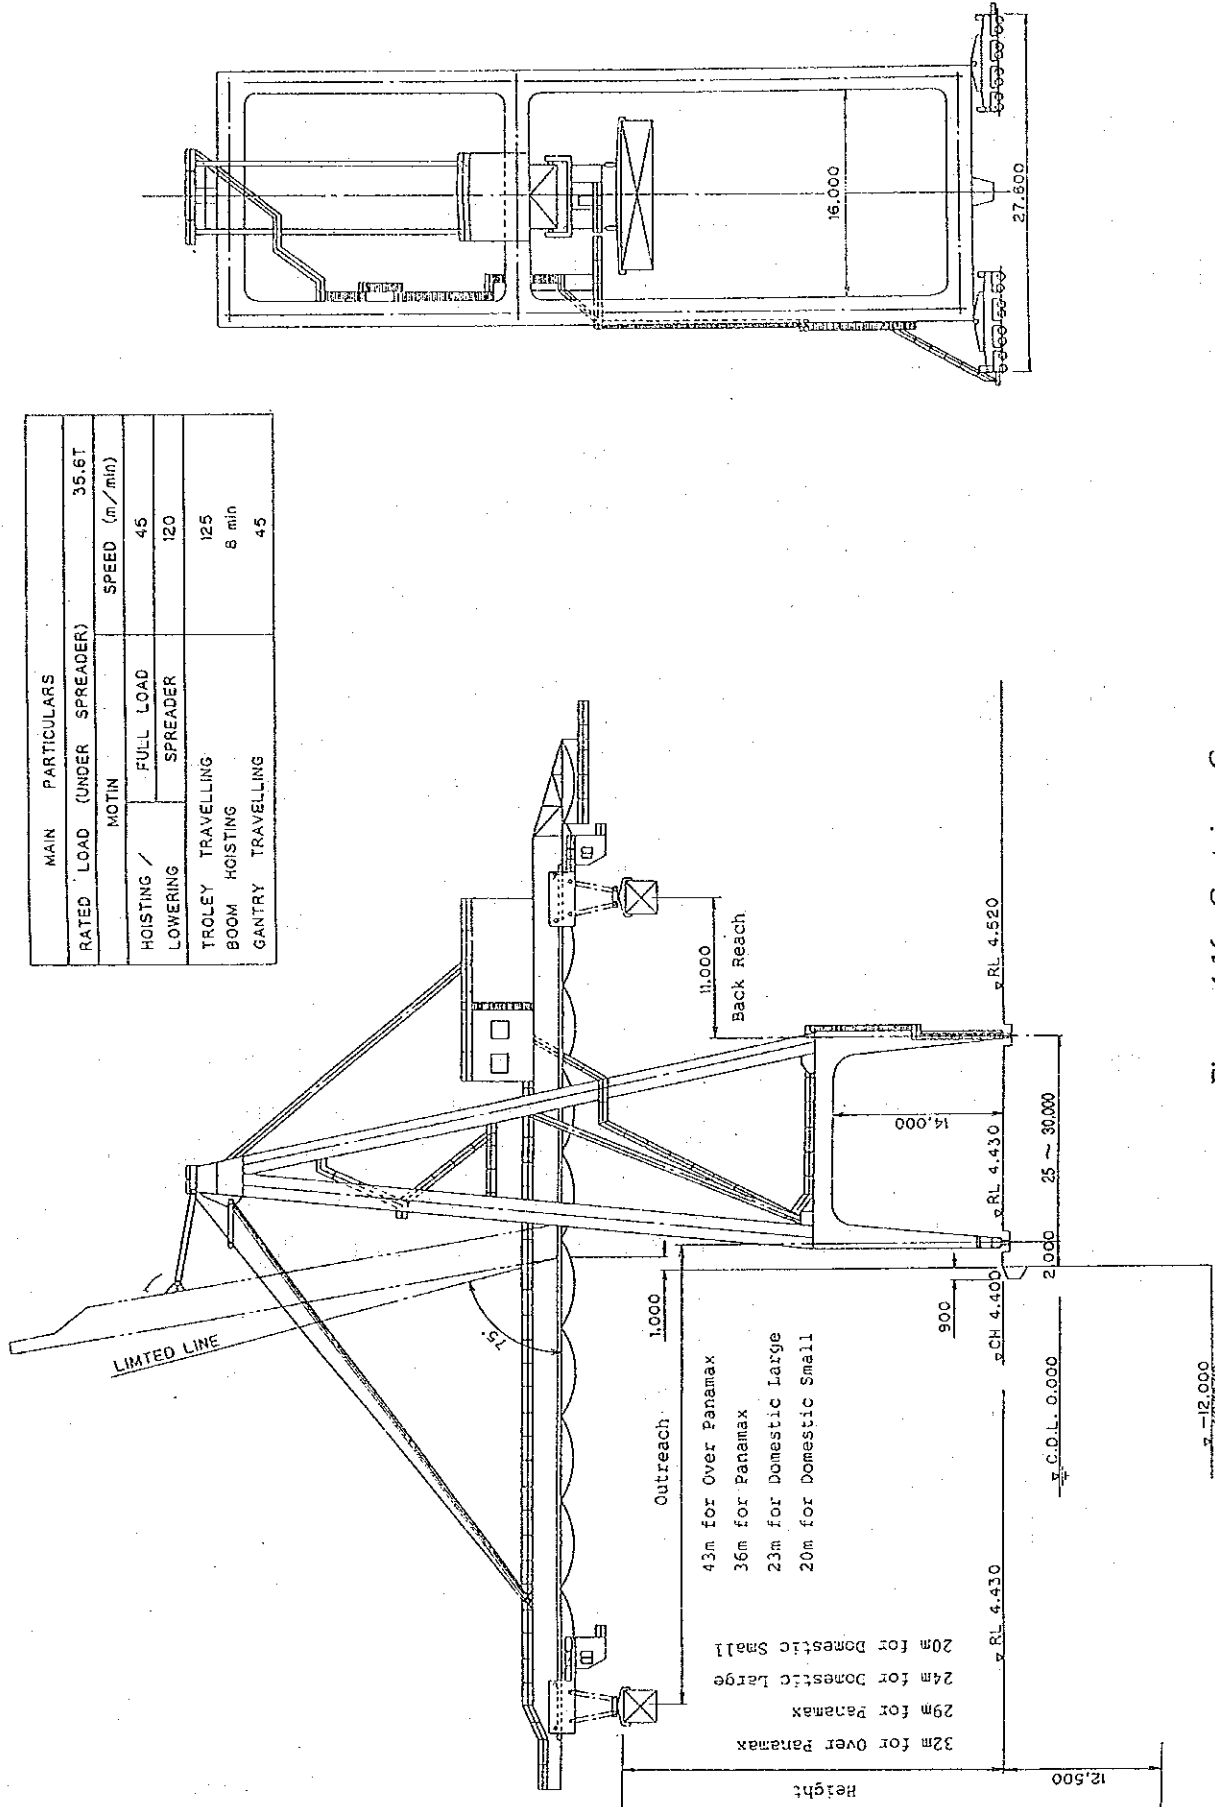 MAIN PARTICULARS
RATED LOAD (UNDER SPREADER) 35.6T
MOTIN SPEED (m/min)
HOISTING / LOWERING FULL LOAD 45
SPREADER 120
TROLEY TRAVELLING 125
BOOM HOISTING 8 min
GANTRY TRAVELLING 45
16.000
27.600
LIMTED LINE
75°
Outreach
1,000
43m for Over Panamax
36m for Panamax
23m for Domestic Large
20m for Domestic Small
11.000
Back Reach
14,000
RL 4.520
RL 4.430
25 ~ 30.000
2.000
900
CH 4.400
C.D.L. 0.000
-12.000
RL 4.430
Height
32m for Over Panamax
29m for Panamax
24m for Domestic Large
20m for Domestic Small
12,500